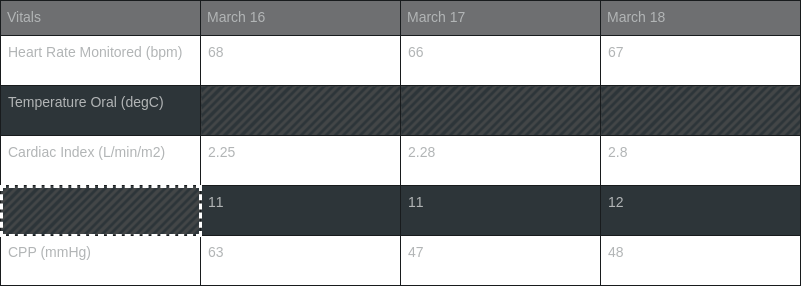 Vitals March 16 March 17 March 18
Heart Rate Monitored (bpm) 68 66 67
Temperature Oral (degC)
Cardiac Index (L/min/m2) 2.25 2.28 2.8
11 11 12
CPP (mmHg) 63 47 48